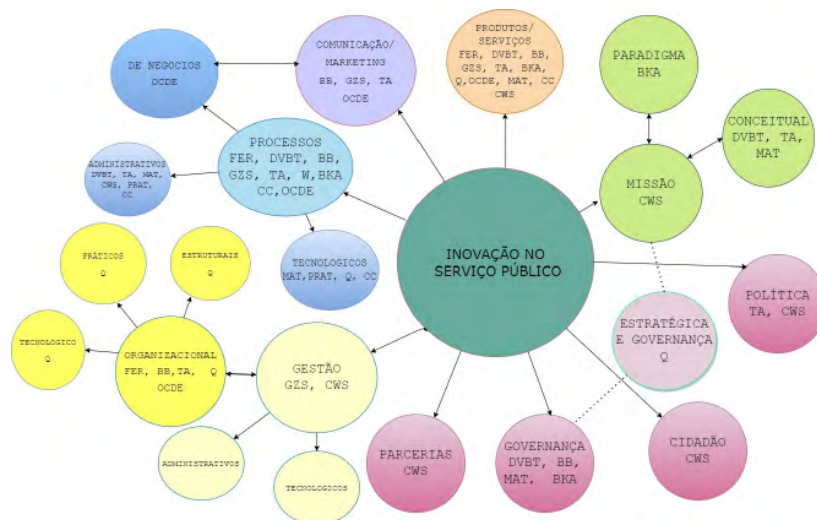 DE NEGOCIOS
OCDE
COMUNICAÇÃO/
MARKETING
BB, GZS, TA
OCDE
PRODUTOS/
SERVIÇOS
FER, DVBT, BB,
GZS, TA, BKA,
Q,OCDE, MAT, CC
CWS
PARADIGMA
BKA
CONCEITUAL
DVBT, TA,
MAT
ADMINISTRATIVOS
DVBT, TA, MAT,
CWS, PRAT,
CC
PROCESSOS
FER, DVBT, BB,
GZS, TA, W,BKA
CC,OCDE
MISSÃO
CWS
INOVAÇÃO NO
SERVIÇO PÚBLICO
PRÁTICOS
Q
ESTRUTURAIS
Q
TECNOLOGICOS
MAT,PRAT, Q, CC
POLÍTICA
TA, CWS
ESTRATÉGICA
E GOVERNANÇA
Q
TECNOLOGICO
Q
ORGANIZACIONAL
FER, BB,TA, Q
OCDE
GESTÃO
GZS, CWS
ADMINISTRATIVOS
TECNOLOGICOS
PARCERIAS
CWS
GOVERNANÇA
DVBT, BB,
MAT, BKA
CIDADÃO
CWS